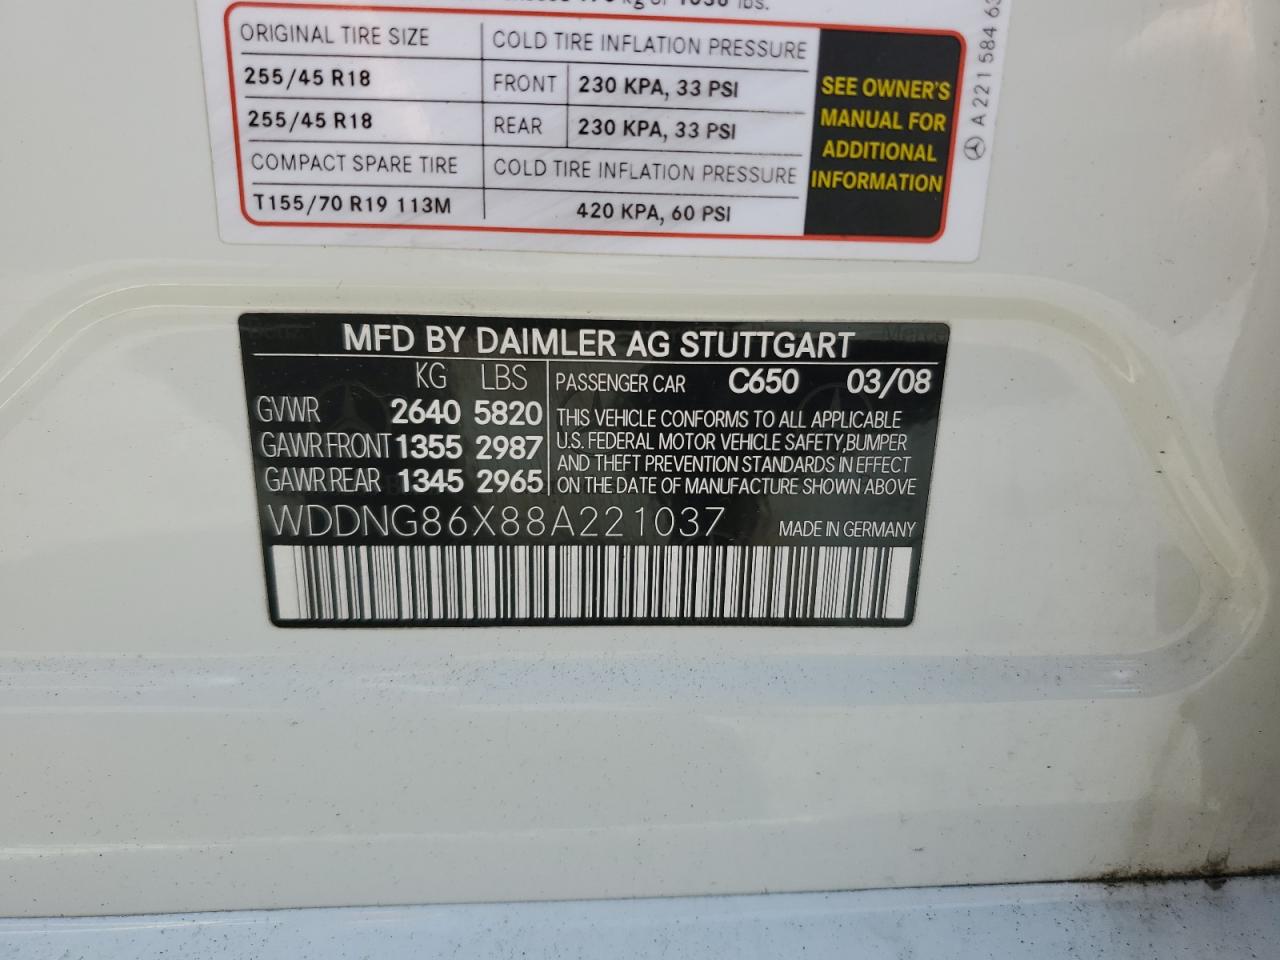 kg or lbs.
ORIGINAL TIRE SIZE COLD TIRE INFLATION PRESSURE
255/45 R18 FRONT 230 KPA, 33 PSI
255/45 R18 REAR 230 KPA, 33 PSI
COMPACT SPARE TIRE COLD TIRE INFLATION PRESSURE
T155/70 R19 113M 420 KPA, 60 PSI
SEE OWNER'S
MANUAL FOR
ADDITIONAL
INFORMATION
A 221 584
MFD BY DAIMLER AG STUTTGART
KG LBS PASSENGER CAR C650 03/08
GVWR 2640 5820
GAWR FRONT 1355 2987
GAWR REAR 1345 2965
THIS VEHICLE CONFORMS TO ALL APPLICABLE
U.S. FEDERAL MOTOR VEHICLE SAFETY, BUMPER
AND THEFT PREVENTION STANDARDS IN EFFECT
ON THE DATE OF MANUFACTURE SHOWN ABOVE
WDDNG86X88A221037 MADE IN GERMANY